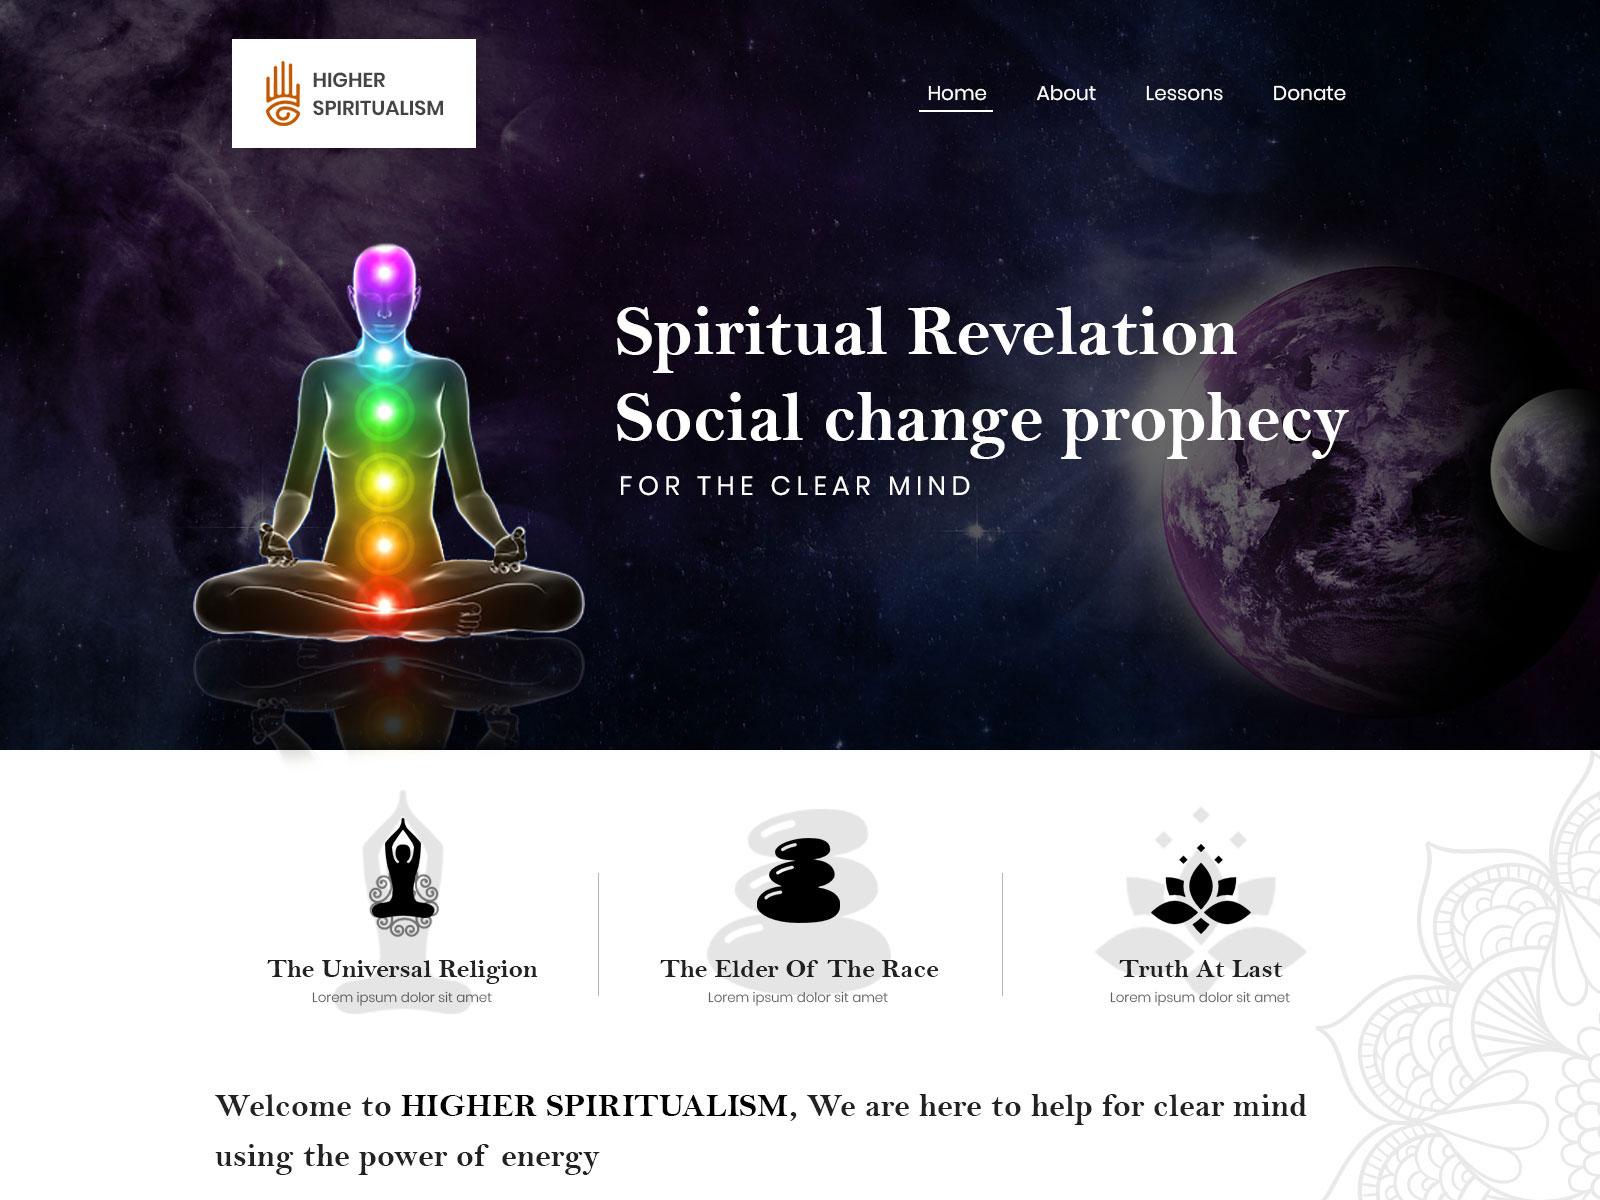 HIGHER
SPIRITUALISM
Home About Lessons Donate
Spiritual Revelation
Social change prophecy
FOR THE CLEAR MIND
The Universal Religion
Lorem ipsum dolor sit amet
The Elder Of The Race
Lorem ipsum dolor sit amet
Truth At Last
Lorem ipsum dolor sit amet
Welcome to HIGHER SPIRITUALISM, We are here to help for clear mind
using the power of energy